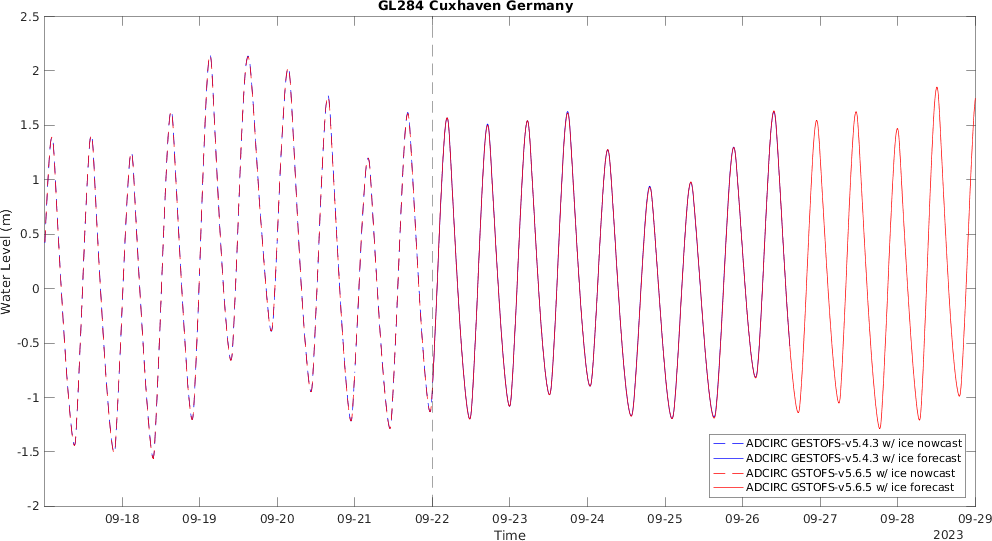 GL284 Cuxhaven Germany
2.5
2
1.5
1
0.5
0
-0.5
-1
-1.5
-2
Water Level (m)
ADCIRC GESTOFS-v5.4.3 w/ ice nowcast
ADCIRC GESTOFS-v5.4.3 w/ ice forecast
ADCIRC GSTOFS-v5.6.5 w/ ice nowcast
ADCIRC GSTOFS-v5.6.5 w/ ice forecast
09-18 09-19 09-20 09-21 09-22 09-23 09-24 09-25 09-26 09-27 09-28 09-29
Time
2023